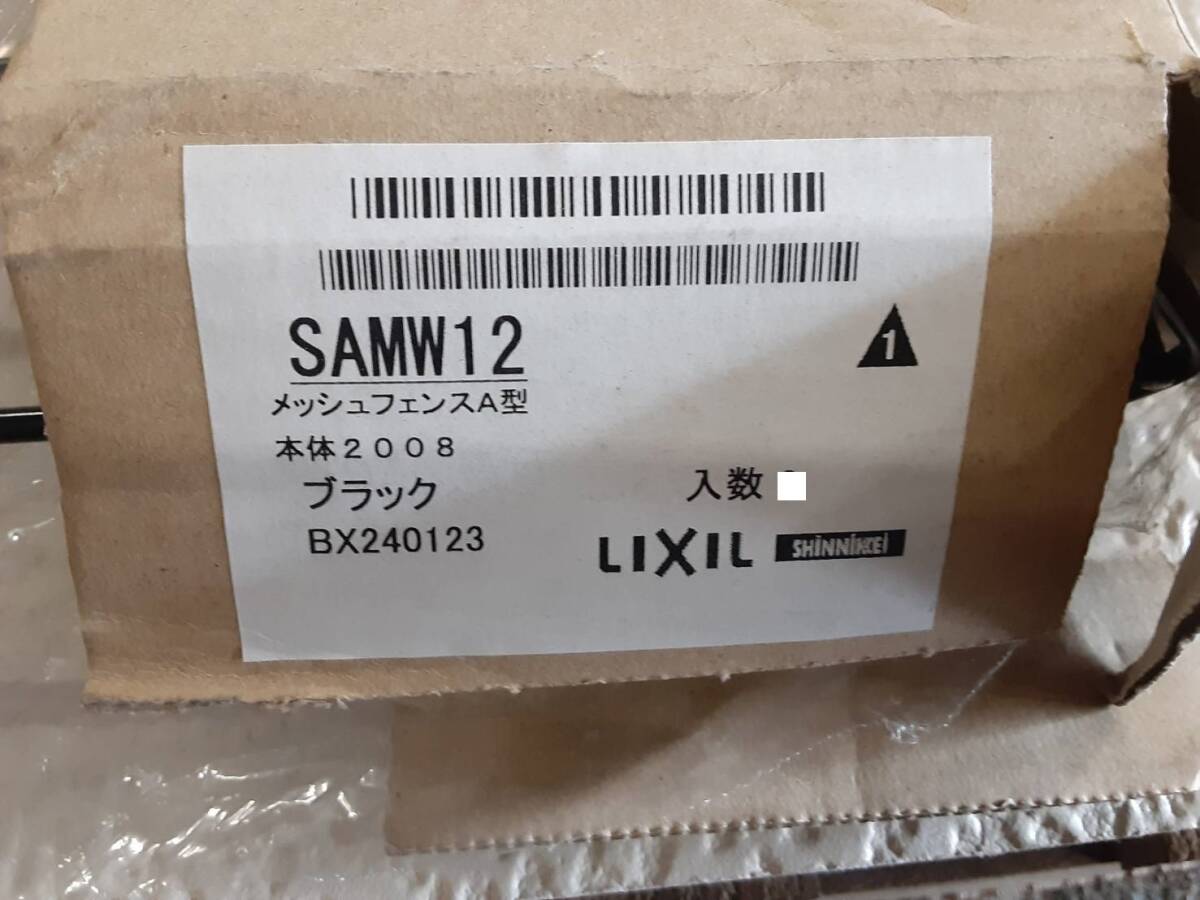 SAMW12
1
メッシュフェンスA型
本体2008
ブラック
入数
BX240123
LIXIL SHINNIKKEI